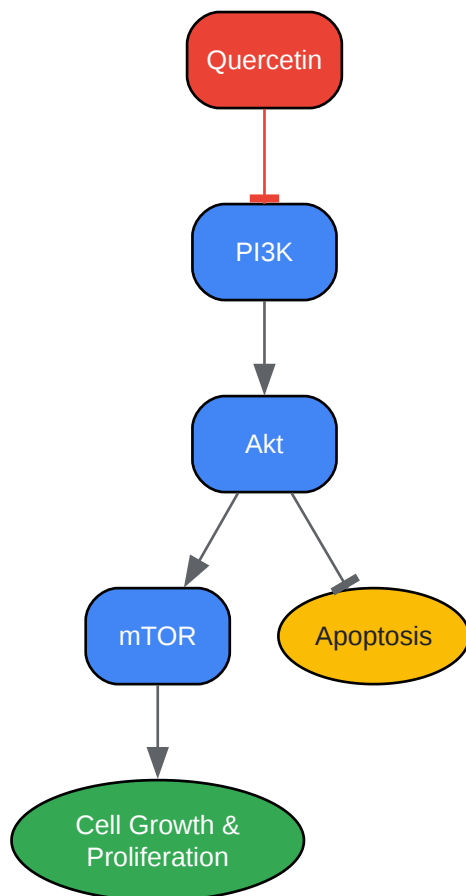 Quercetin
PI3K
Akt
mTOR
Apoptosis
Cell Growth &
Proliferation